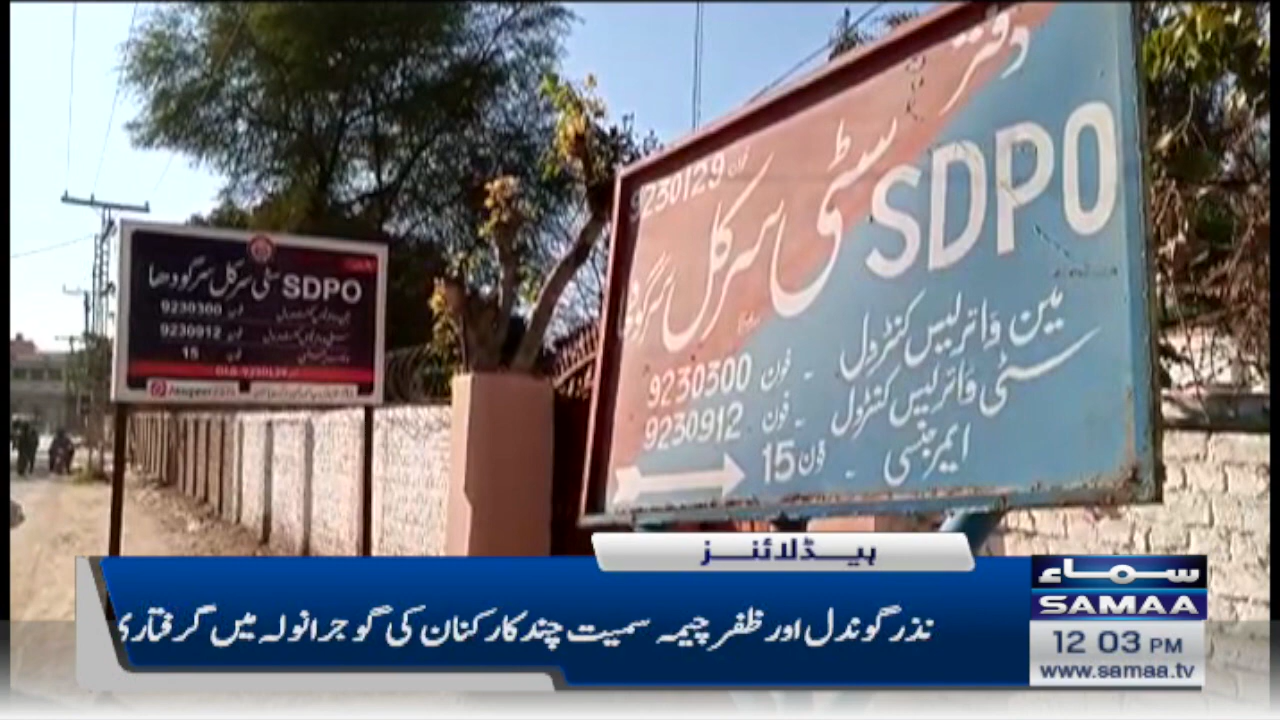 دفتر
SDPO سٹی سرکل
فون 9230129
مین وائرلیس کنٹرول - فون 9230300
سٹی وائرلیس کنٹرول - فون 9230912
ایمرجنسی - فون 15
SDPO سٹی سرکل سرگودھا
9230300
9230912
15
ہیڈلائنز
نذر گوندل اور ظفر چیمہ سمیت چند کارکنان کی گوجرانولہ میں گرفتاری
سماء
SAMAA
12 03 PM
www.samaa.tv